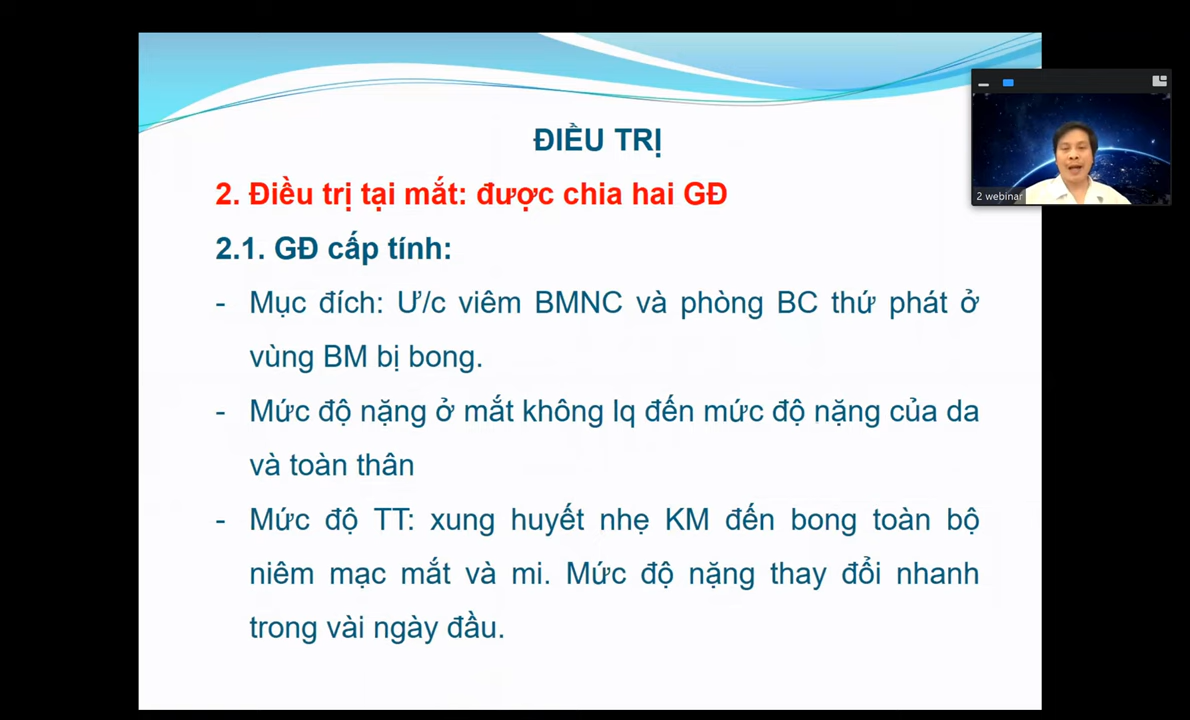 ĐIỀU TRỊ
2. Điều trị tại mắt: được chia hai GĐ
2.1. GĐ cấp tính:
- Mục đích: Ư/c viêm BMNC và phòng BC thứ phát ở
vùng BM bị bong.
- Mức độ nặng ở mắt không lq đến mức độ nặng của da
và toàn thân
- Mức độ TT: xung huyết nhẹ KM đến bong toàn bộ
niêm mạc mắt và mi. Mức độ nặng thay đổi nhanh
trong vài ngày đầu.
2 webinar